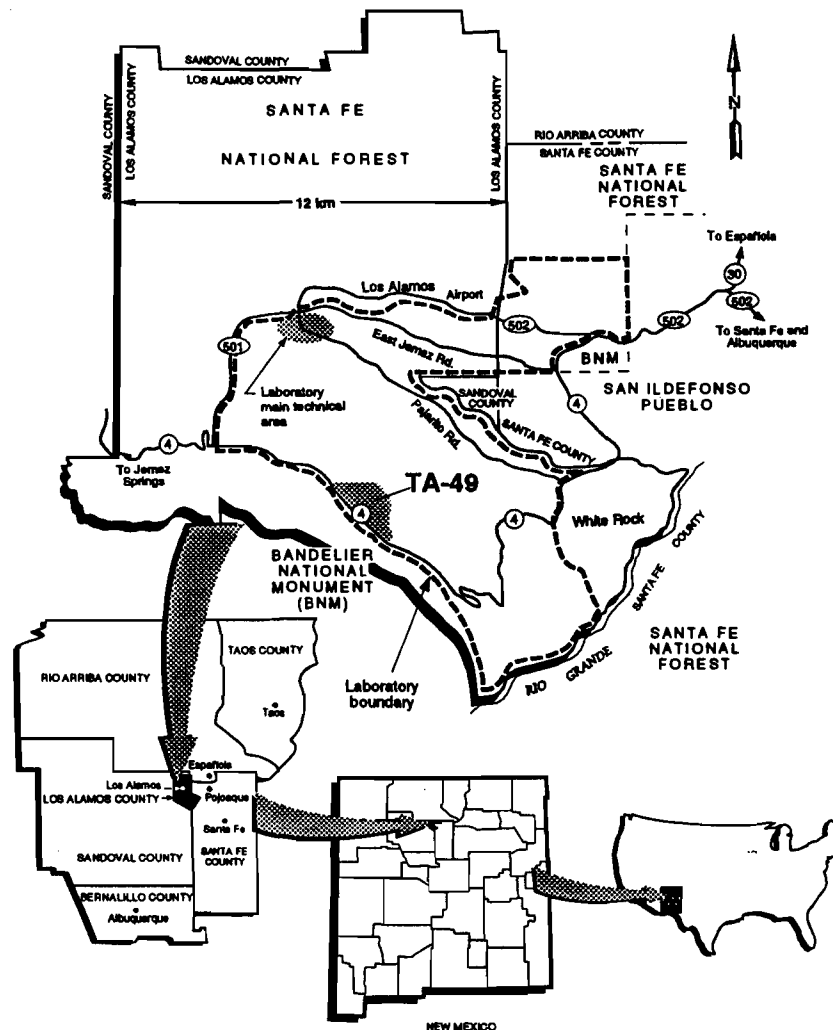 SANDOVAL COUNTY
LOS ALAMOS COUNTY
SANDOVAL COUNTY
LOS ALAMOS COUNTY
SANTA FE
NATIONAL FOREST
LOS ALAMOS COUNTY
N
RIO ARRIBA COUNTY
SANTA FE COUNTY
SANTA FE
NATIONAL
FOREST
12 km
To Española
30
502
To Santa Fe and
Albuquerque
Los Alamos
Airport
502
502
501
East Jemez Rd.
BNM
Laboratory
main technical
area
SANDOVAL
COUNTY
SAN ILDEFONSO
PUEBLO
Pajarito Rd.
SANTA FE COUNTY
4
4
To Jemez
Springs
TA-49
4
4
White Rock
BANDELIER
NATIONAL
MONUMENT
(BNM)
SANTA FE COUNTY
RIO GRANDE
SANTA FE
NATIONAL
FOREST
Laboratory
boundary
TAOS COUNTY
RIO ARRIBA COUNTY
Taos
Española
Los Alamos
LOS ALAMOS COUNTY
Pojoaque
Santa Fe
SANTA FE
COUNTY
SANDOVAL COUNTY
BERNALILLO COUNTY
Albuquerque
NEW MEXICO